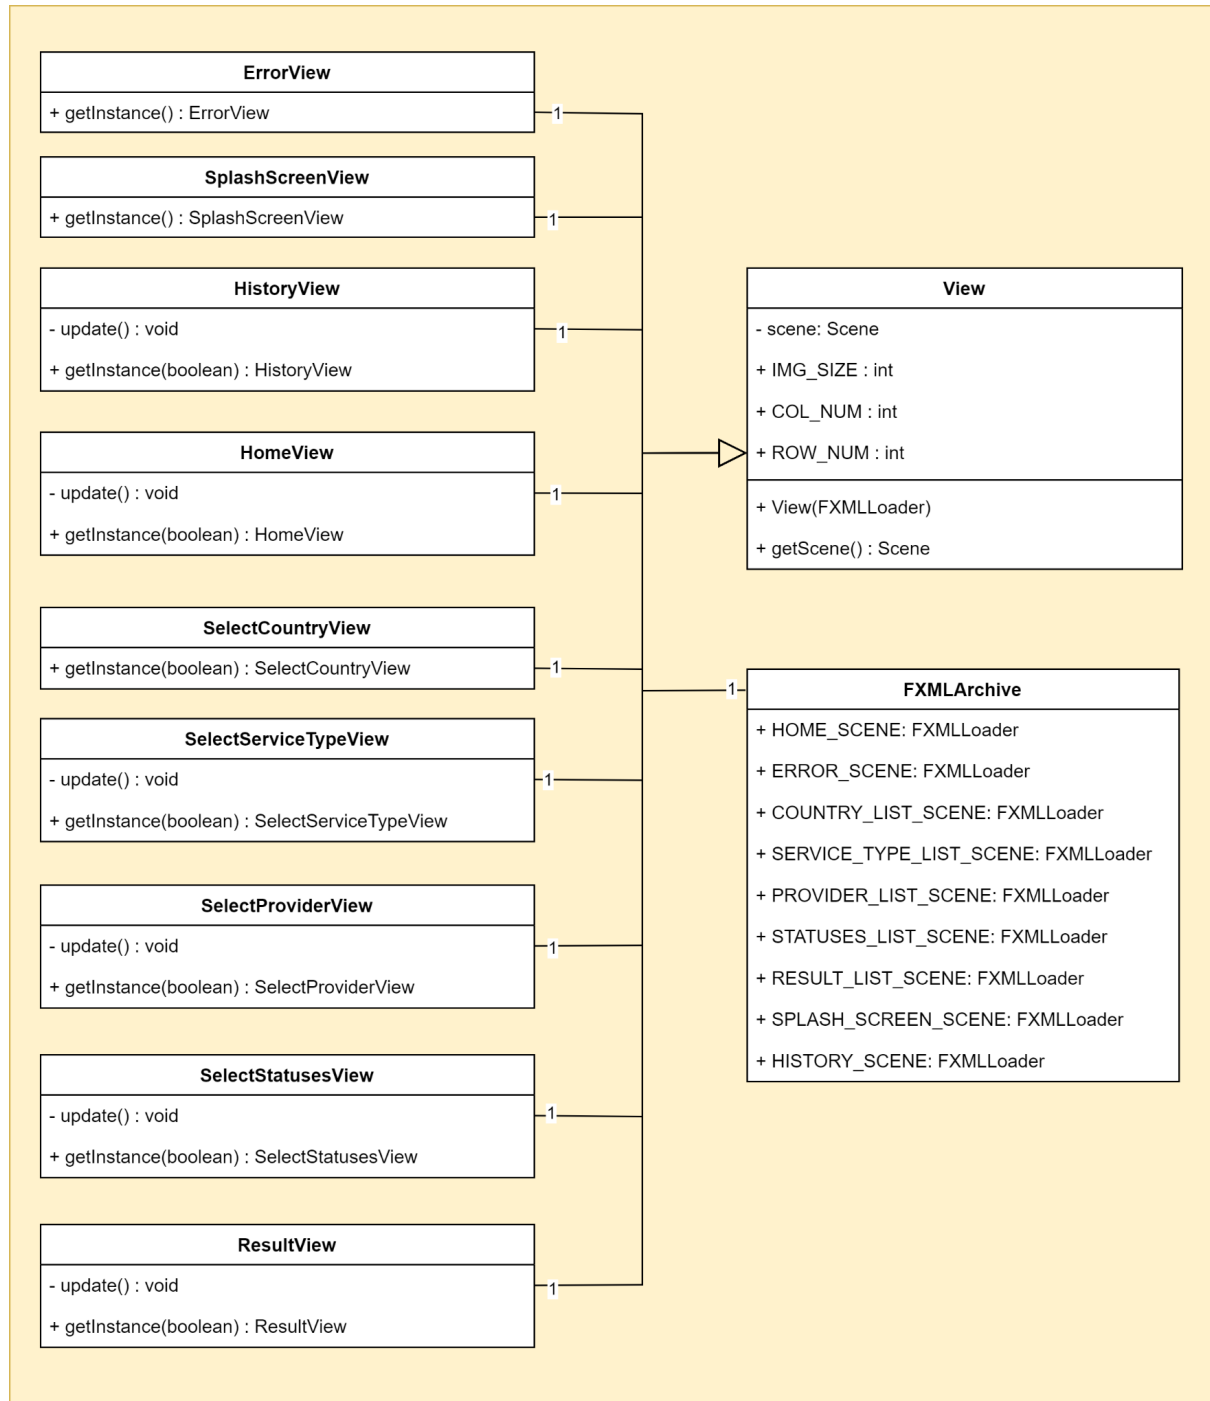 ErrorView
+ getInstance() : ErrorView
1
SplashScreenView
+ getInstance() : SplashScreenView
1
HistoryView
- update() : void
1
+ getInstance(boolean) : HistoryView
HomeView
- update() : void
1
+ getInstance(boolean) : HomeView
SelectCountryView
+ getInstance(boolean) : SelectCountryView
1
SelectServiceTypeView
- update() : void
1
+ getInstance(boolean) : SelectServiceTypeView
SelectProviderView
- update() : void
1
+ getInstance(boolean) : SelectProviderView
SelectStatusesView
- update() : void
1
+ getInstance(boolean) : SelectStatusesView
ResultView
- update() : void
1
+ getInstance(boolean) : ResultView
View
- scene: Scene
+ IMG_SIZE : int
+ COL_NUM : int
+ ROW_NUM : int
+ View(FXMLLoader)
+ getScene() : Scene
1
FXMLArchive
+ HOME_SCENE: FXMLLoader
+ ERROR_SCENE: FXMLLoader
+ COUNTRY_LIST_SCENE: FXMLLoader
+ SERVICE_TYPE_LIST_SCENE: FXMLLoader
+ PROVIDER_LIST_SCENE: FXMLLoader
+ STATUSES_LIST_SCENE: FXMLLoader
+ RESULT_LIST_SCENE: FXMLLoader
+ SPLASH_SCREEN_SCENE: FXMLLoader
+ HISTORY_SCENE: FXMLLoader